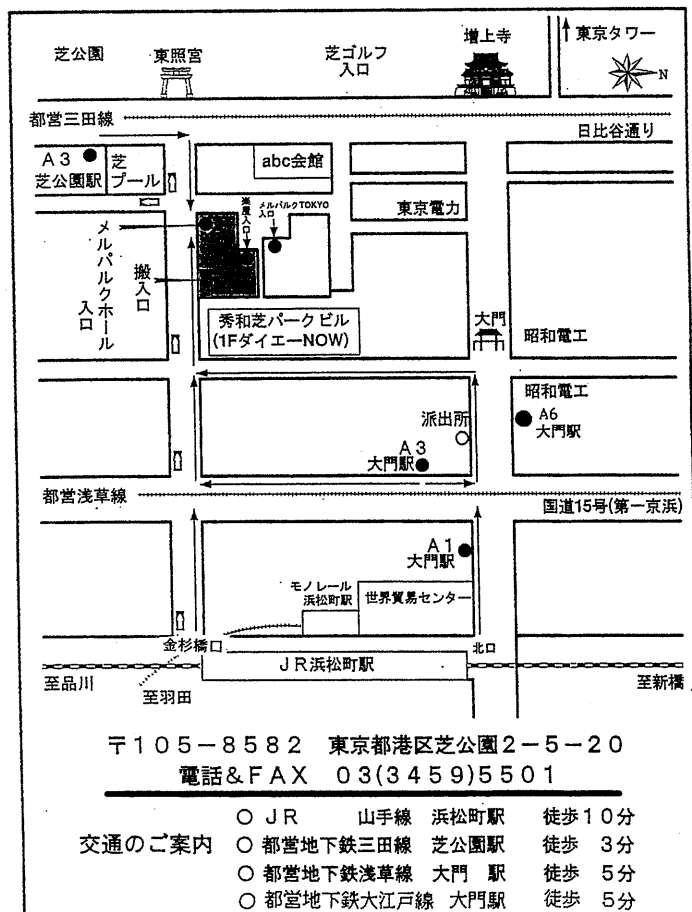 芝公園
東照宮
芝ゴルフ
入口
増上寺
東京タワー
N
都営三田線
日比谷通り
A3
芝公園駅
芝
プール
abc会館
東京電力
メルパルクTOKYO
入口
楽屋入口
メルパルクホール
入口
搬入口
秀和芝パークビル
(1FダイエーNOW)
大門
昭和電工
昭和電工
派出所
A6
大門駅
A3
大門駅
都営浅草線
国道15号(第一京浜)
A1
大門駅
モノレール
浜松町駅
世界貿易センター
金杉橋口
北口
JR浜松町駅
至品川
至羽田
至新橋
〒105-8582 東京都港区芝公園2-5-20
電話&FAX 03(3459)5501
交通のご案内
○ JR 山手線 浜松町駅 徒歩10分
○ 都営地下鉄三田線 芝公園駅 徒歩 3分
○ 都営地下鉄浅草線 大門 駅 徒歩 5分
○ 都営地下鉄大江戸線 大門駅 徒歩 5分